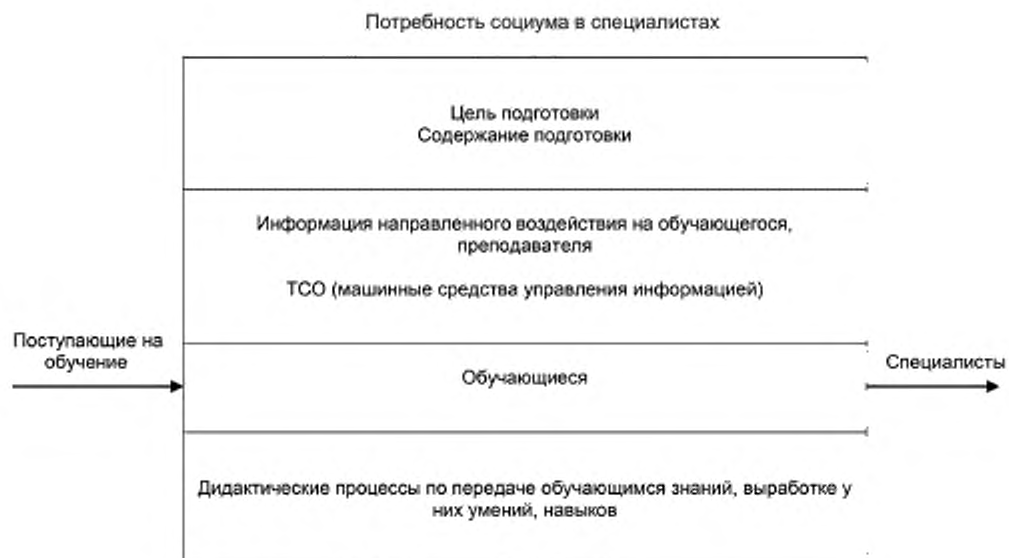 Потребность социума в специалистах
Цель подготовки
Содержание подготовки
Информация направленного воздействия на обучающегося,
преподавателя
ТСО (машинные средства управления информацией)
Поступающие на
обучение
Обучающиеся
Специалисты
Дидактические процессы по передаче обучающимся знаний, выработке у
них умений, навыков